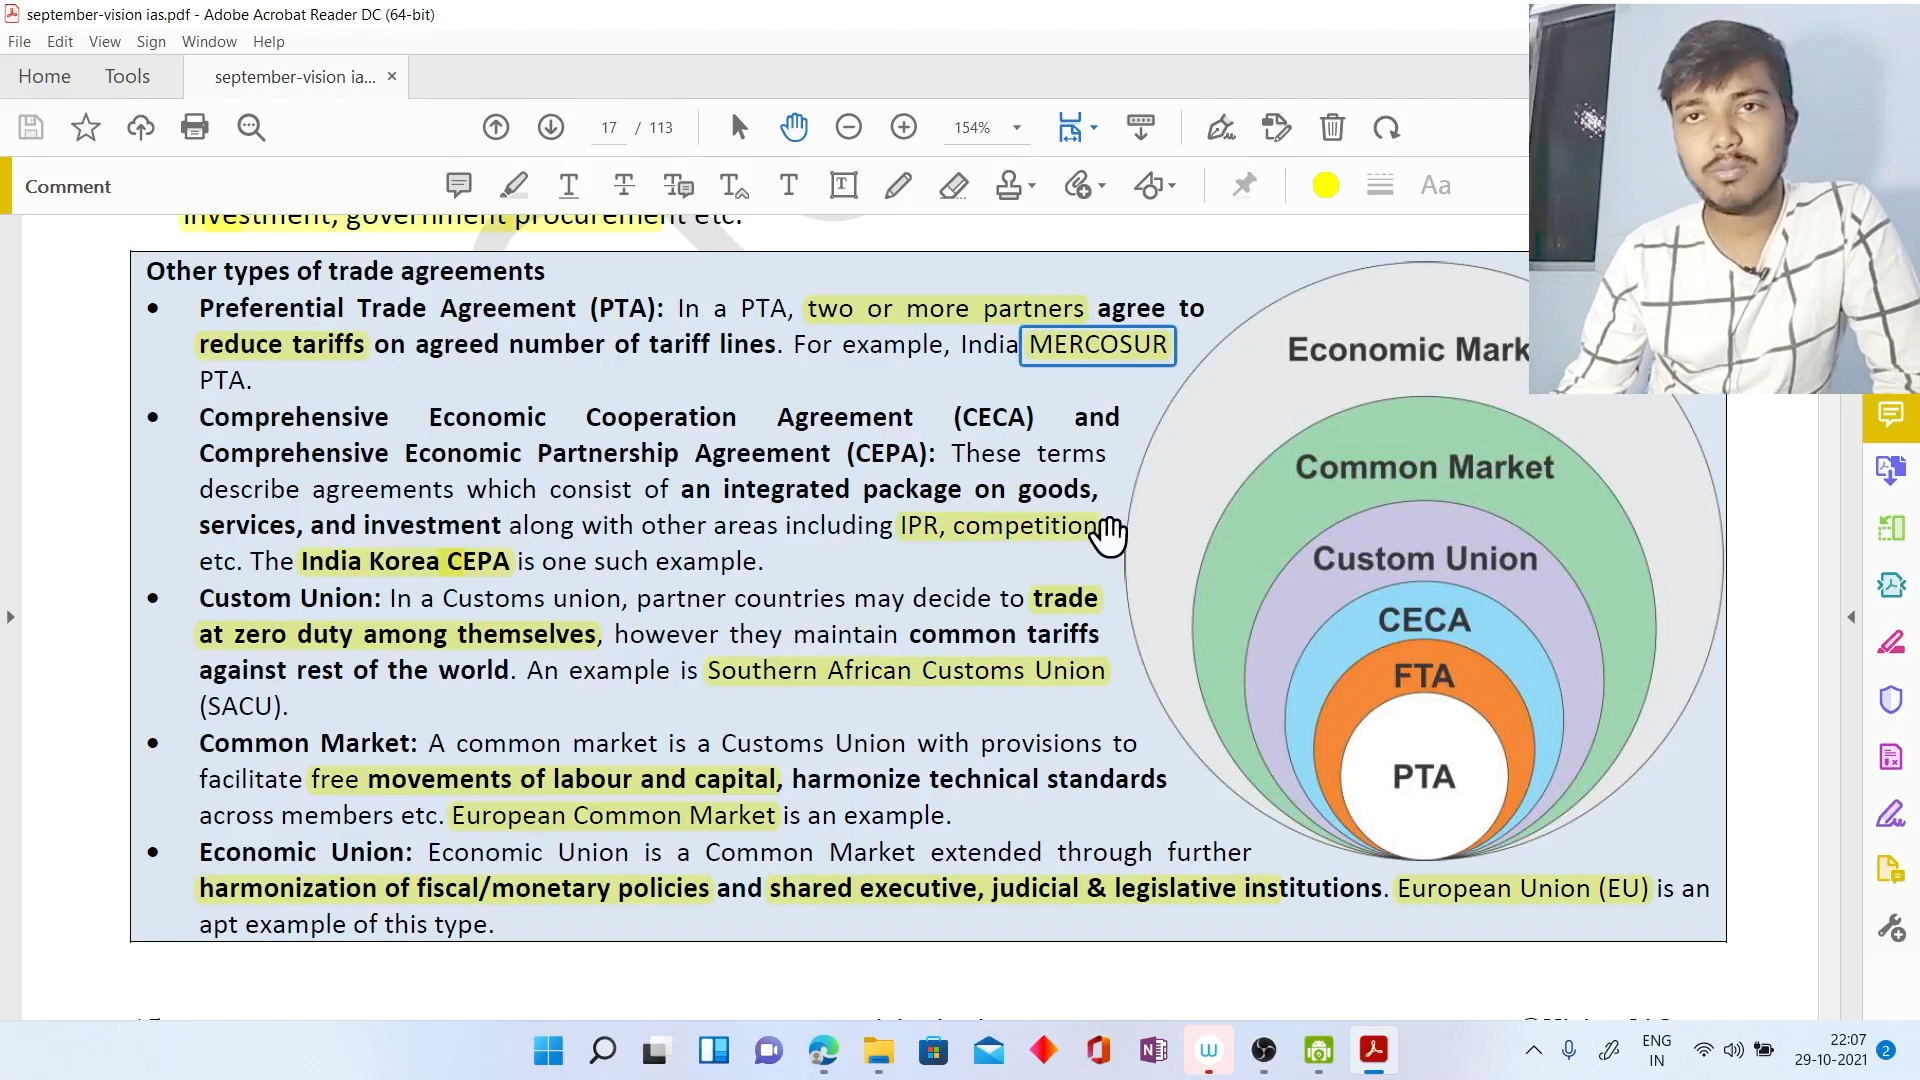 september-vision ias.pdf - Adobe Acrobat Reader DC (64-bit)
File Edit View Sign Window Help
Home Tools september-vision ia... ×
17 / 113 154%
Comment
investment, government procurement etc.
Other types of trade agreements
• Preferential Trade Agreement (PTA): In a PTA, two or more partners agree to
reduce tariffs on agreed number of tariff lines. For example, India MERCOSUR
PTA.
• Comprehensive Economic Cooperation Agreement (CECA) and
Comprehensive Economic Partnership Agreement (CEPA): These terms
describe agreements which consist of an integrated package on goods,
services, and investment along with other areas including IPR, competition
etc. The India Korea CEPA is one such example.
• Custom Union: In a Customs union, partner countries may decide to trade
at zero duty among themselves, however they maintain common tariffs
against rest of the world. An example is Southern African Customs Union
(SACU).
• Common Market: A common market is a Customs Union with provisions to
facilitate free movements of labour and capital, harmonize technical standards
across members etc. European Common Market is an example.
• Economic Union: Economic Union is a Common Market extended through further
harmonization of fiscal/monetary policies and shared executive, judicial & legislative institutions. European Union (EU) is an
apt example of this type.
Economic Mark
Common Market
Custom Union
CECA
FTA
PTA
ENG
IN
22:07
29-10-2021
2